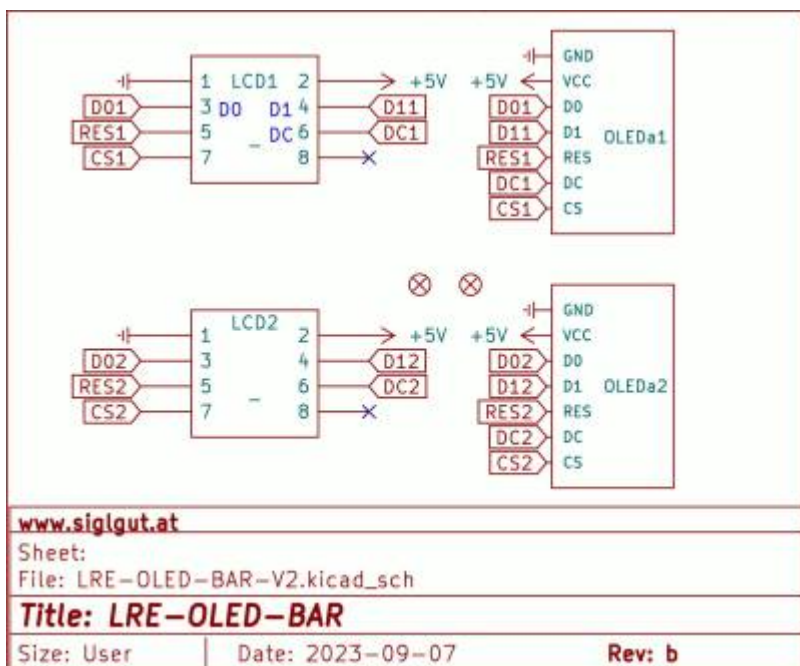 GND
1 LCD1 2 +5V +5V VCC
D01 3 D0 D1 4 D11 D01 D0
RES1 5 DC 6 DC1 D11 D1 OLEDa1
CS1 7 8 RES1 RES
DC1 DC
CS1 CS
GND
1 LCD2 2 +5V +5V VCC
D02 3 4 D12 D02 D0
RES2 5 6 DC2 D12 D1 OLEDa2
CS2 7 8 RES2 RES
DC2 DC
CS2 CS
www.siglgut.at
Sheet:
File: LRE-OLED-BAR-V2.kicad_sch
Title: LRE-OLED-BAR
Size: User Date: 2023-09-07 Rev: b